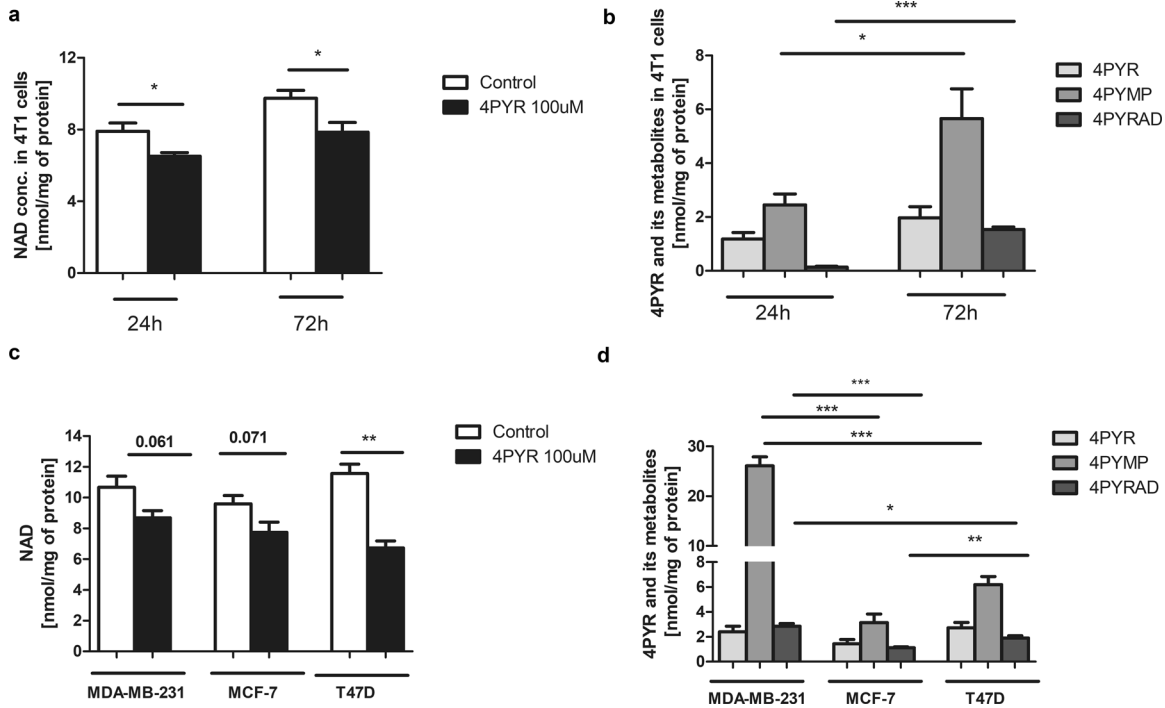 a
NAD conc. in 4T1 cells
[nmol/mg of protein]
12
8
4
0
*
*
24h
72h
Control
4PYR 100uM
b
4PYR and its metabolites in 4T1 cells
[nmol/mg of protein]
8
6
4
2
0
***
*
24h
72h
4PYR
4PYMP
4PYRAD
c
NAD
[nmol/mg of protein]
14
12
10
8
6
4
2
0
0.061
0.071
**
MDA-MB-231
MCF-7
T47D
Control
4PYR 100uM
d
4PYR and its metabolites
[nmol/mg of protein]
30
20
10
8
6
4
2
0
***
***
***
*
**
MDA-MB-231
MCF-7
T47D
4PYR
4PYMP
4PYRAD